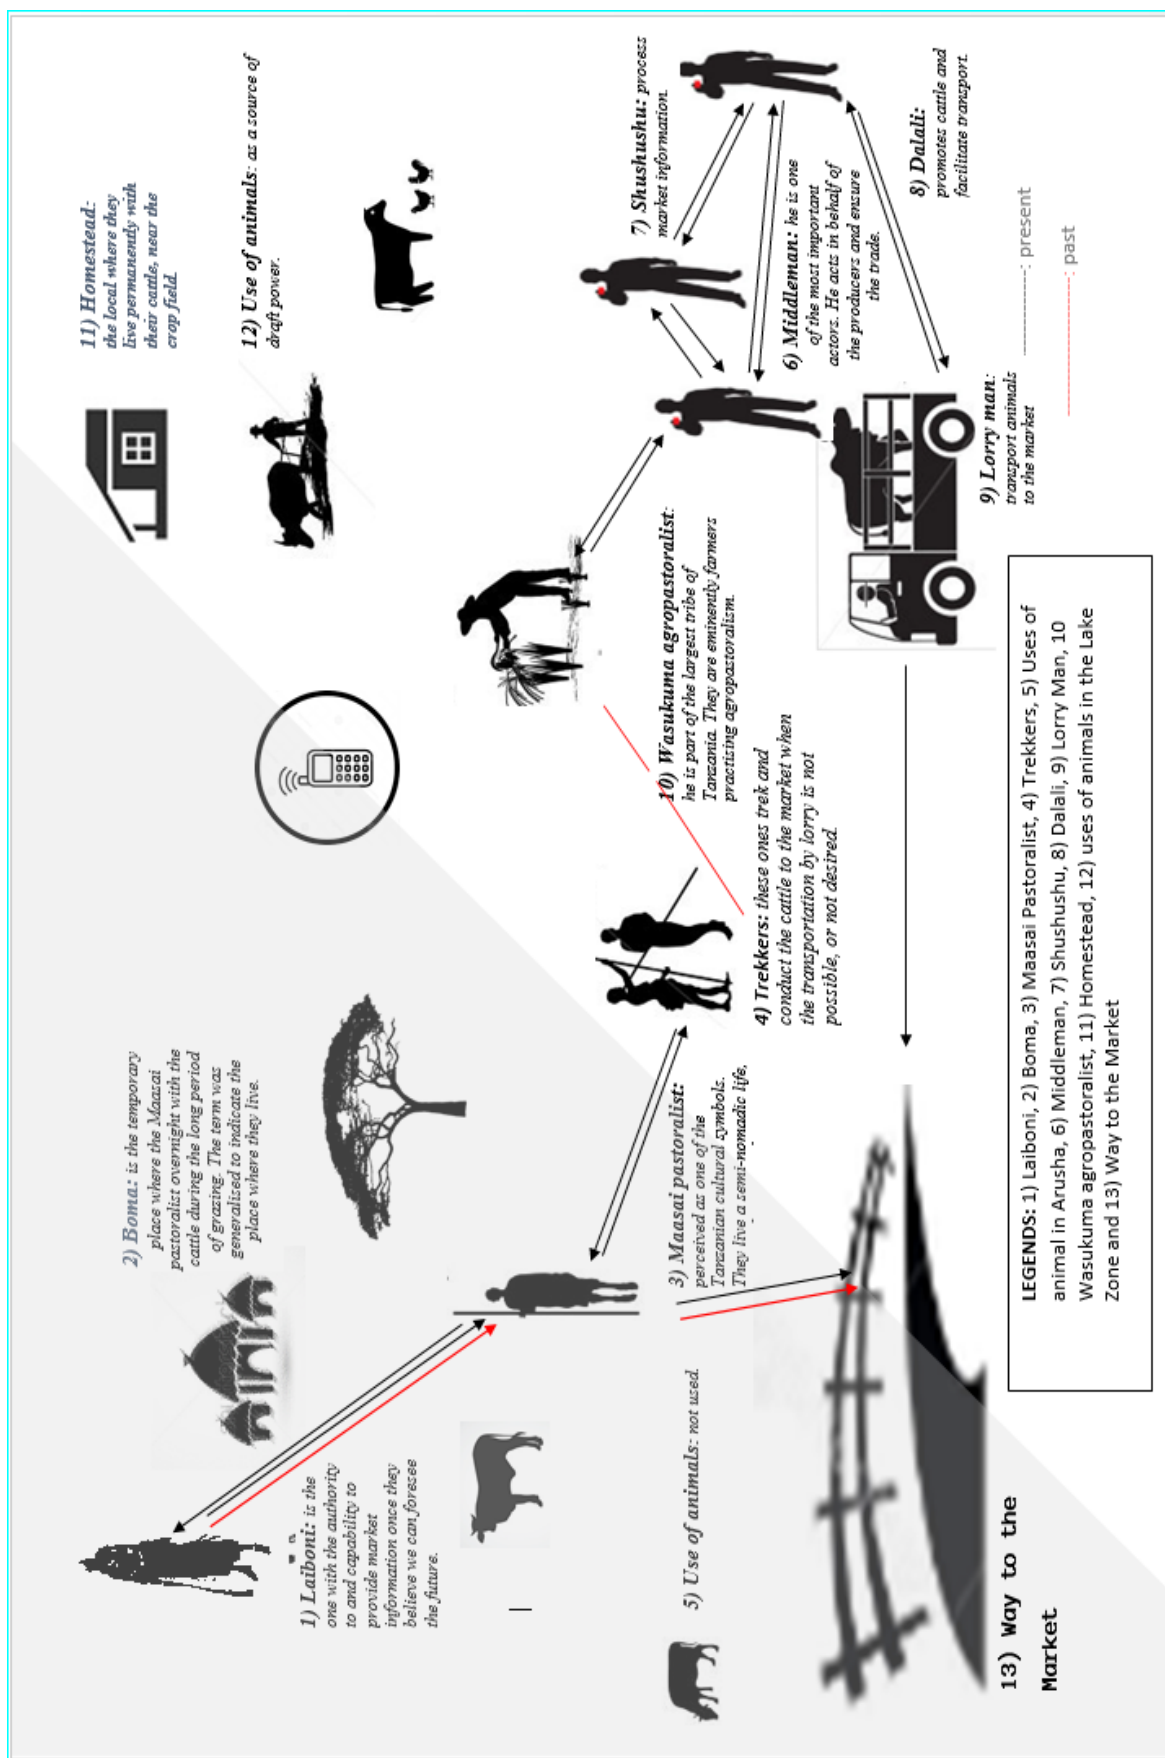 1) Laiboni: is the
one with the authority
to and capability to
provide market
information once they
believe we can foresee
the future.
2) Boma: is the temporary
place where the Maasai
pastoralist overnight with the
cattle during the long period
of grazing. The term was
generalised to indicate the
place where they live.
11) Homestead:
the local where they
live permanently with
their cattle, near the
crop field.
12) Use of animals: as a source of
draft power.
5) Use of animals: not used.
3) Maasai pastoralist:
perceived as one of the
Tanzanian cultural symbols.
They live a semi-nomadic life,
4) Trekkers: these ones trek and
conduct the cattle to the market when
the transportation by lorry is not
possible, or not desired.
10) Wasukuma agropastoralist:
he is part of the largest tribe of
Tanzania. They are eminently farmers
practising agropastoralism.
7) Shushushu: process
market information.
6) Middleman: he is one
of the most important
actors. He acts in behalf of
the producers and ensure
the trade.
8) Dalali:
promotes cattle and
facilitate transport.
9) Lorry man:
transport animals
to the market
: present
: past
13) Way to the
Market
LEGENDS: 1) Laiboni, 2) Boma, 3) Maasai Pastoralist, 4) Trekkers, 5) Uses of
animal in Arusha, 6) Middleman, 7) Shushushu, 8) Dalali, 9) Lorry Man, 10
Wasukuma agropastoralist, 11) Homestead, 12) uses of animals in the Lake
Zone and 13) Way to the Market